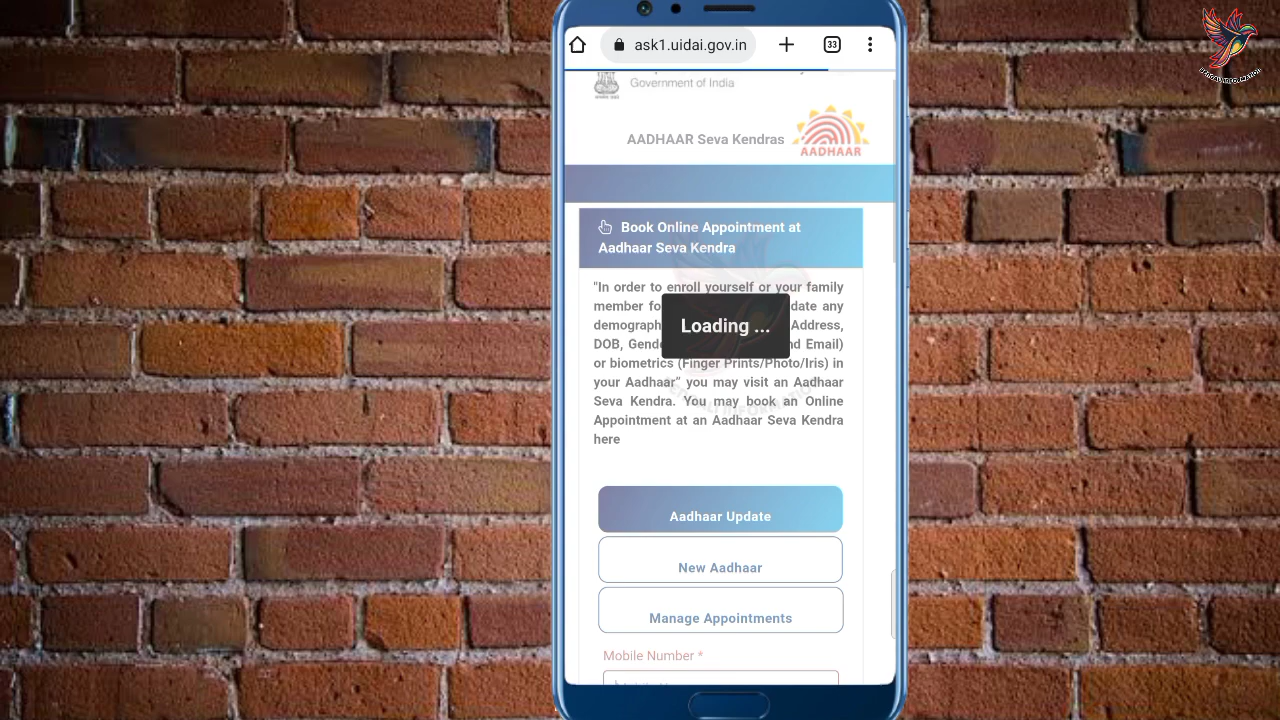 ask1.uidai.gov.in
33
Government of India
AADHAAR Seva Kendras
AADHAAR
Book Online Appointment at
Aadhaar Seva Kendra
"In order to enroll yourself or your family
member fo date any
demograph Address,
DOB, Gend nd Email)
Loading ...
or biometrics (Finger Prints/Photo/Iris) in
your Aadhaar" you may visit an Aadhaar
Seva Kendra. You may book an Online
Appointment at an Aadhaar Seva Kendra
here
Aadhaar Update
New Aadhaar
Manage Appointments
Mobile Number *